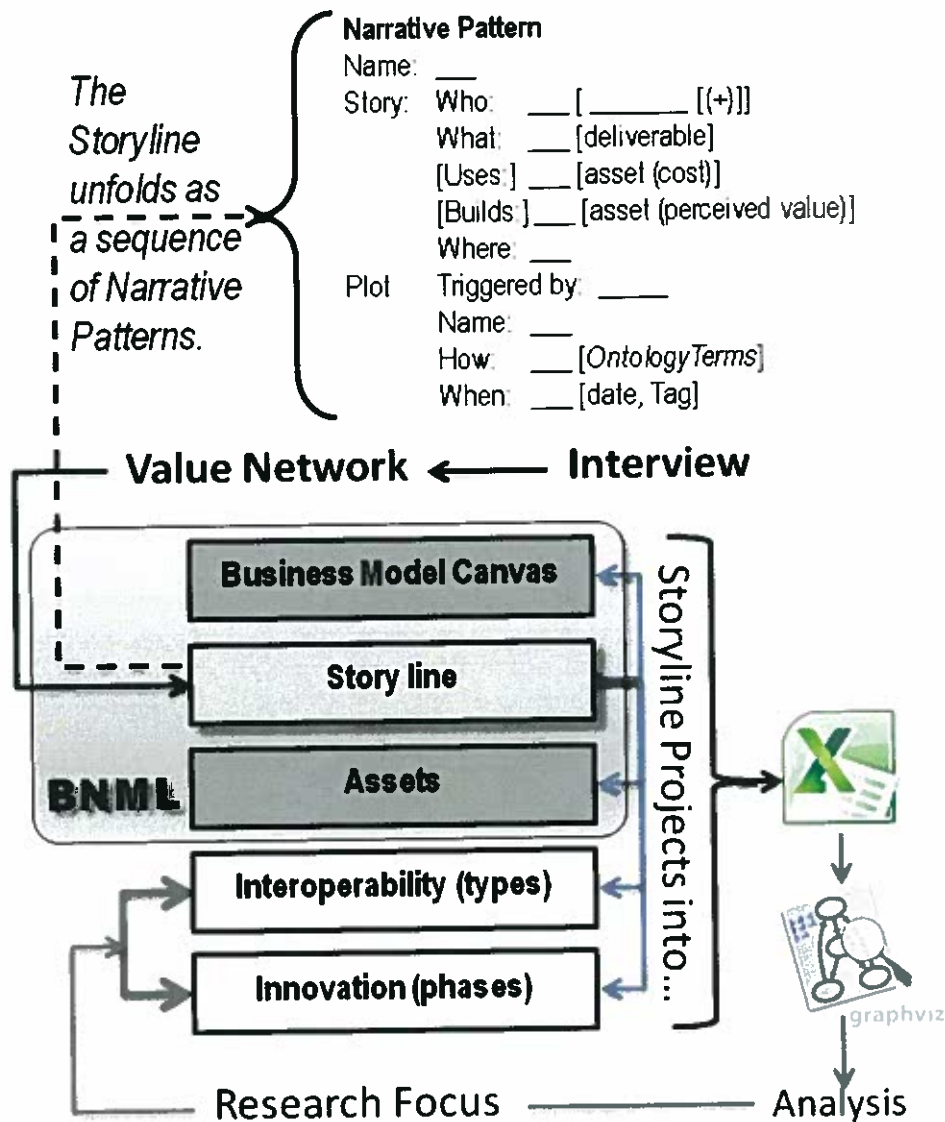 The
Storyline
unfolds as
a sequence
of Narrative
Patterns.
Narrative Pattern
Name: ___
Story: Who: ___ [ _______ [(+)]]
What: ___ [deliverable]
[Uses:] ___ [asset (cost)]
[Builds:] ___ [asset (perceived value)]
Where: ___
Plot Triggered by: _____
Name: ___
How: ___ [OntologyTerms]
When: ___ [date, Tag]
Value Network Interview
Business Model Canvas
Story line
Assets
BNML
Interoperability (types)
Innovation (phases)
Storyline Projects into...
X
graphviz
Research Focus Analysis